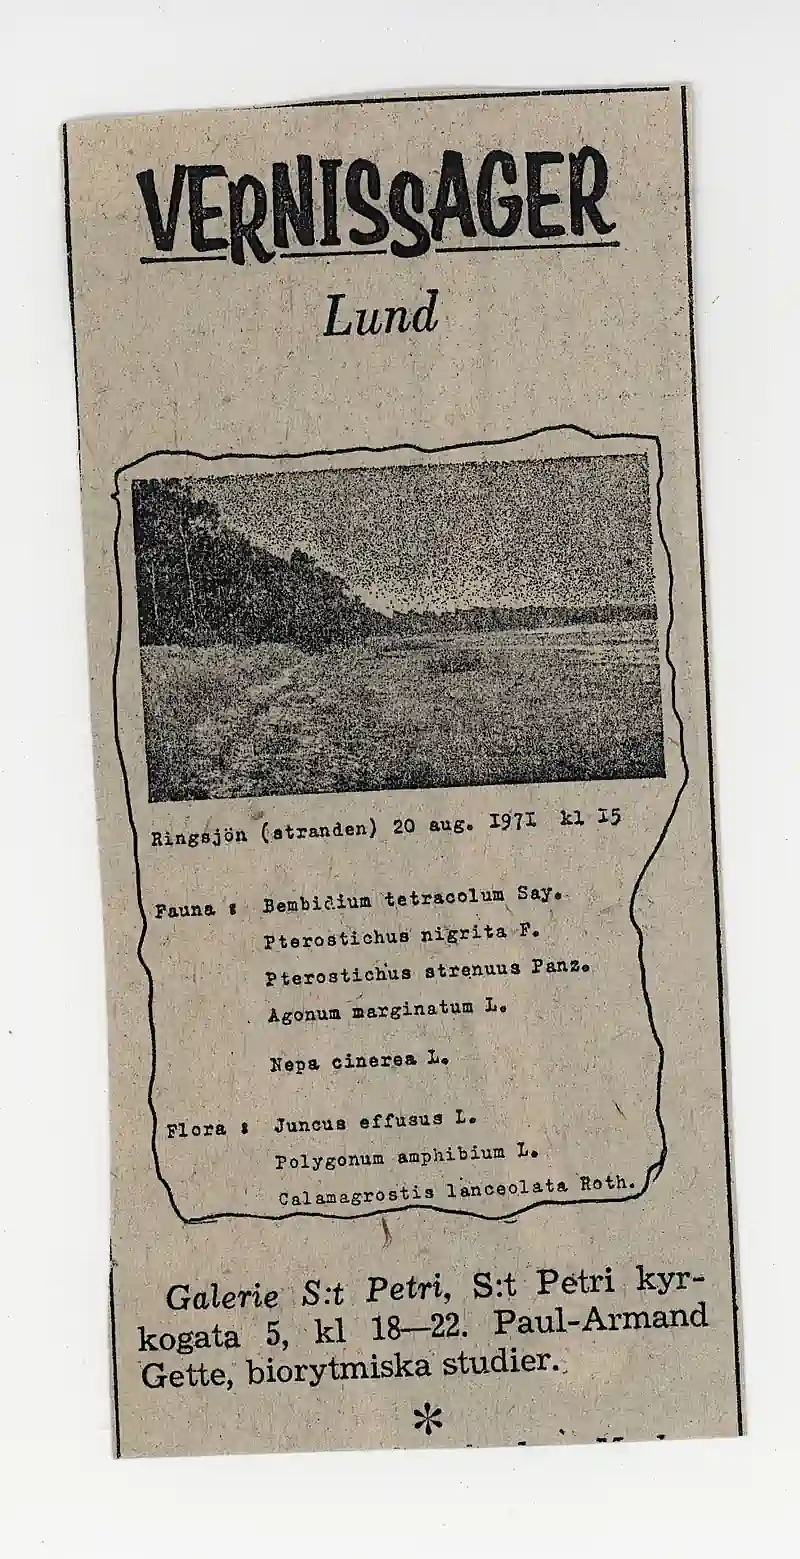 VERNISSAGER
Lund
Ringsjön (stranden) 20 aug. 1971 kl 15
Fauna : Bembidium tetracolum Say.
Pterostichus nigrita F.
Pterostichus strenuus Panz.
Agonum marginatum L.
Nepa cinerea L.
Flora : Juncus effusus L.
Polygonum amphibium L.
Calamagrostis lanceolata Roth.
Galerie S:t Petri, S:t Petri kyr-
kogata 5, kl 18—22. Paul-Armand
Gette, biorytmiska studier.
*